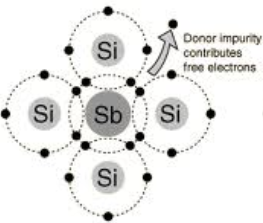 Si
Donor impurity
contributes
free electrons
Si
Sb
Si
Si